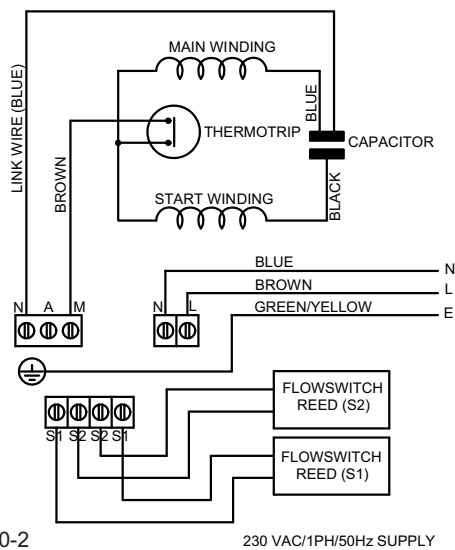 MAIN WINDING
LINK WIRE (BLUE)
BROWN
BLUE
THERMOTRIP
CAPACITOR
START WINDING
BLACK
BLUE
N
BROWN
L
GREEN/YELLOW
E
N A M
N L
S1 S2 S2 S1
FLOWSWITCH
REED (S2)
FLOWSWITCH
REED (S1)
0-2
230 VAC/1PH/50Hz SUPPLY